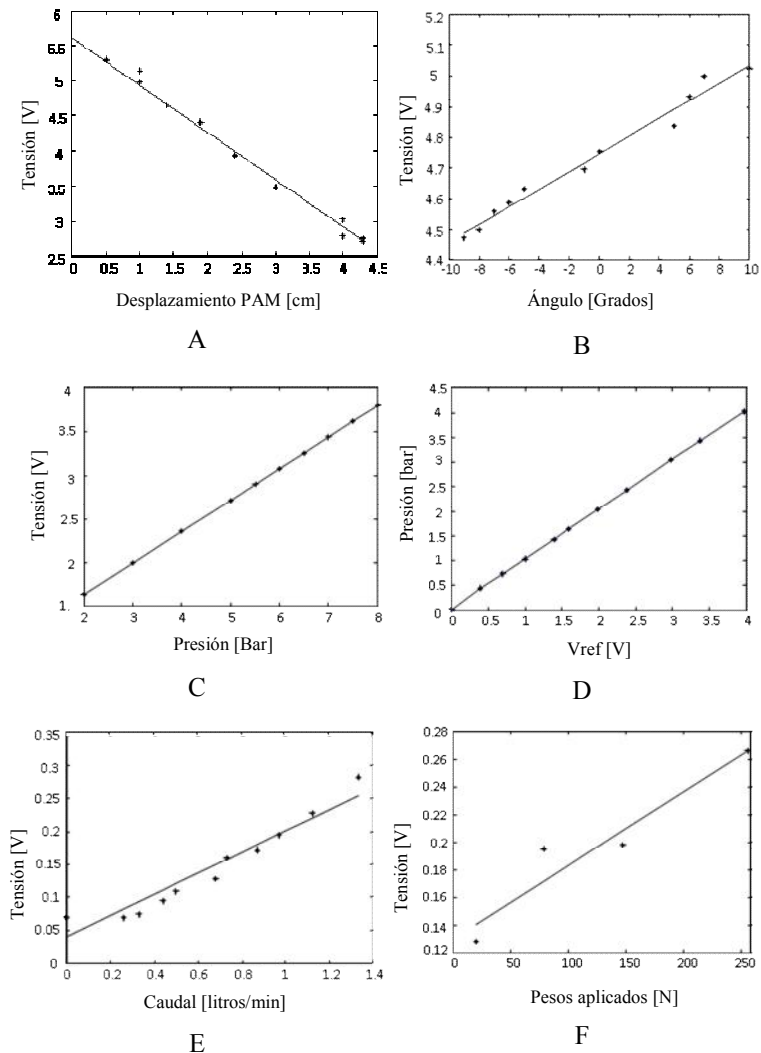 6
5.5
5
4.5
4
3.5
3
2.5
Tensión [V]
0 0.5 1 1.5 2 2.5 3 3.5 4 4.5
Desplazamiento PAM [cm]
A
5.2
5.1
5
4.9
4.8
4.7
4.6
4.5
4.4
Tensión [V]
-10 -8 -6 -4 -2 0 2 4 6 8 10
Ángulo [Grados]
B
4
3.5
3
2.5
2
1.
Tensión [V]
2 3 4 5 6 7 8
Presión [Bar]
C
4.5
4
3.5
3
2.5
2
1.5
1
0.5
0
Presión [bar]
0 0.5 1 1.5 2 2.5 3 3.5 4
Vref [V]
D
0.35
0.3
0.25
0.2
0.15
0.1
0.05
0
Tensión [V]
0 0.2 0.4 0.6 0.8 1 1.2 1.4
Caudal [litros/min]
E
0.28
0.26
0.24
0.22
0.2
0.18
0.16
0.14
0.12
Tensión [V]
0 50 100 150 200 250
Pesos aplicados [N]
F